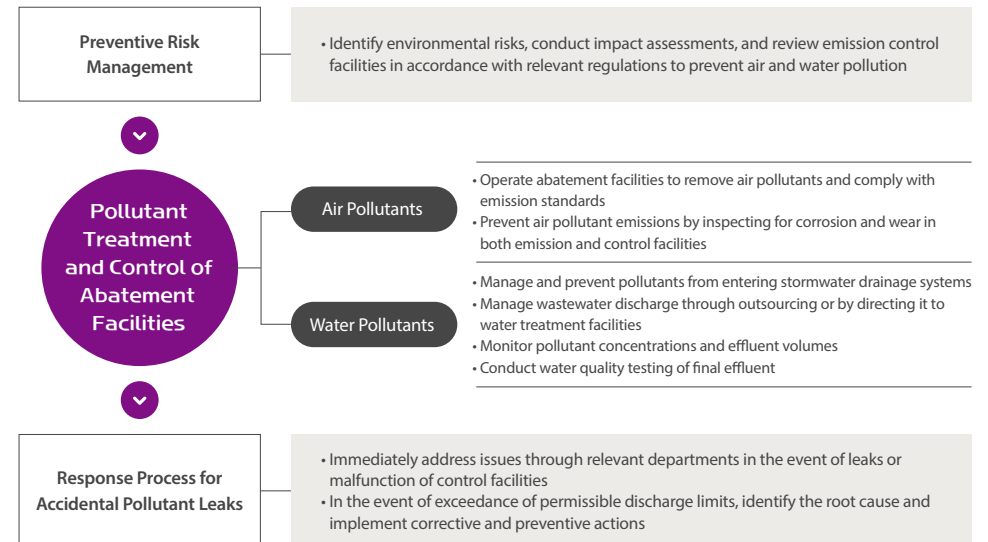 Preventive Risk
Management
• Identify environmental risks, conduct impact assessments, and review emission control
facilities in accordance with relevant regulations to prevent air and water pollution
Pollutant
Treatment
and Control of
Abatement
Facilities
Air Pollutants
• Operate abatement facilities to remove air pollutants and comply with
emission standards
• Prevent air pollutant emissions by inspecting for corrosion and wear in
both emission and control facilities
Water Pollutants
• Manage and prevent pollutants from entering stormwater drainage systems
• Manage wastewater discharge through outsourcing or by directing it to
water treatment facilities
• Monitor pollutant concentrations and effluent volumes
• Conduct water quality testing of final effluent
Response Process for
Accidental Pollutant Leaks
• Immediately address issues through relevant departments in the event of leaks or
malfunction of control facilities
• In the event of exceedance of permissible discharge limits, identify the root cause and
implement corrective and preventive actions